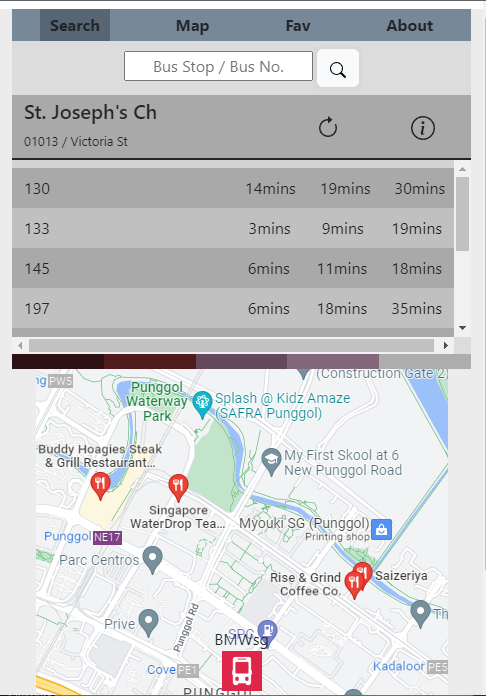 Search Map Fav About
Bus Stop / Bus No.
St. Joseph's Ch
01013 / Victoria St
130 14mins 19mins 30mins
133 3mins 9mins 19mins
145 6mins 11mins 18mins
197 6mins 18mins 35mins
(Construction Gate 2)
ng PW5
Punggol
Waterway
Park
Splash @ Kidz Amaze
(SAFRA Punggol)
Buddy Hoagies Steak
& Grill Restaurant...
My First Skool at 6
New Punggol Road
Singapore
WaterDrop Tea...
Myouki SG (Punggol)
Printing shop
Punggol NE17
Parc Centros
Rise & Grind
Coffee Co.
Saizeriya
Punggol Rd
Prive
Th
SPC
BMWsg
Cove PE1
Kadaloor PE5
PUNGGOL